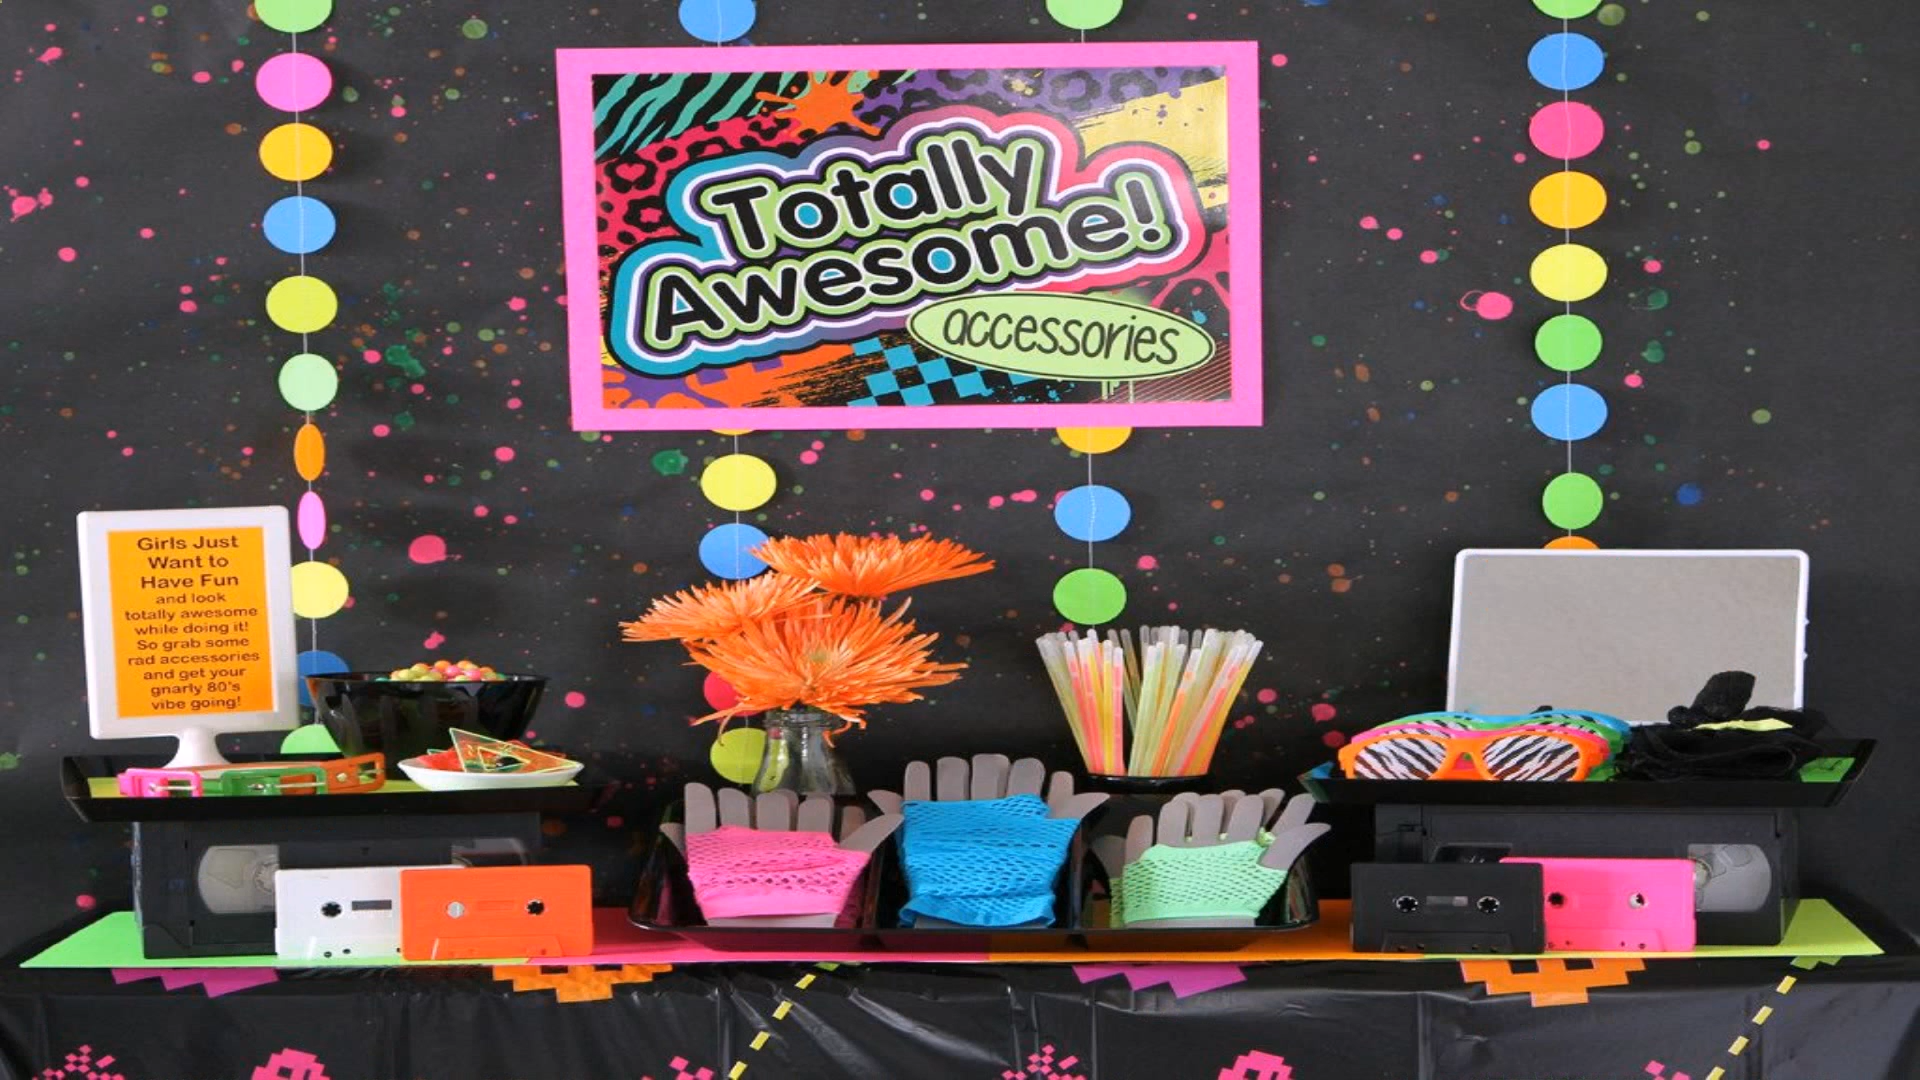 Totally
Awesome!
accessories
Girls Just
Want to
Have Fun
and look
totally awesome
while doing it!
So grab some
rad accessories
and get your
gnarly 80's
vibe going!